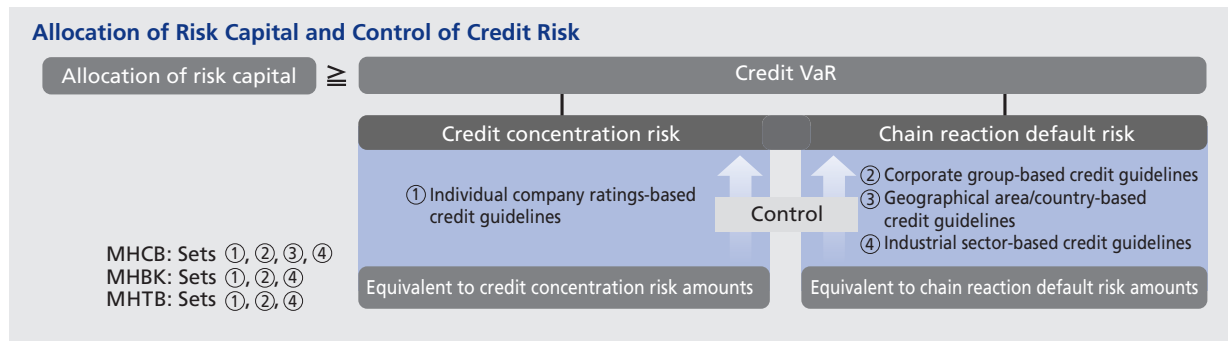 Allocation of Risk Capital and Control of Credit Risk
Allocation of risk capital ≧ Credit VaR
Credit concentration risk
Chain reaction default risk
① Individual company ratings-based
credit guidelines
Control
② Corporate group-based credit guidelines
③ Geographical area/country-based
credit guidelines
④ Industrial sector-based credit guidelines
MHCB: Sets ①, ②, ③, ④
MHBK: Sets ①, ②, ④
MHTB: Sets ①, ②, ④
Equivalent to credit concentration risk amounts
Equivalent to chain reaction default risk amounts